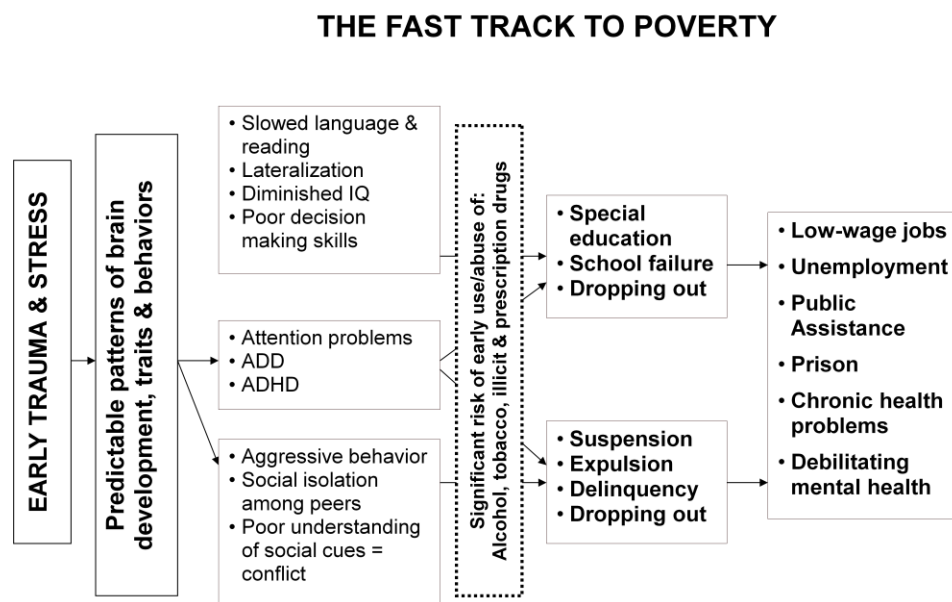 THE FAST TRACK TO POVERTY
EARLY TRAUMA & STRESS
Predictable patterns of brain
development, traits & behaviors
• Slowed language &
reading
• Lateralization
• Diminished IQ
• Poor decision
making skills
• Attention problems
• ADD
• ADHD
• Aggressive behavior
• Social isolation
among peers
• Poor understanding
of social cues =
conflict
Significant risk of early use/abuse of:
Alcohol, tobacco, illicit & prescription drugs
• Special
education
• School failure
• Dropping out
• Suspension
• Expulsion
• Delinquency
• Dropping out
• Low-wage jobs
• Unemployment
• Public
Assistance
• Prison
• Chronic health
problems
• Debilitating
mental health